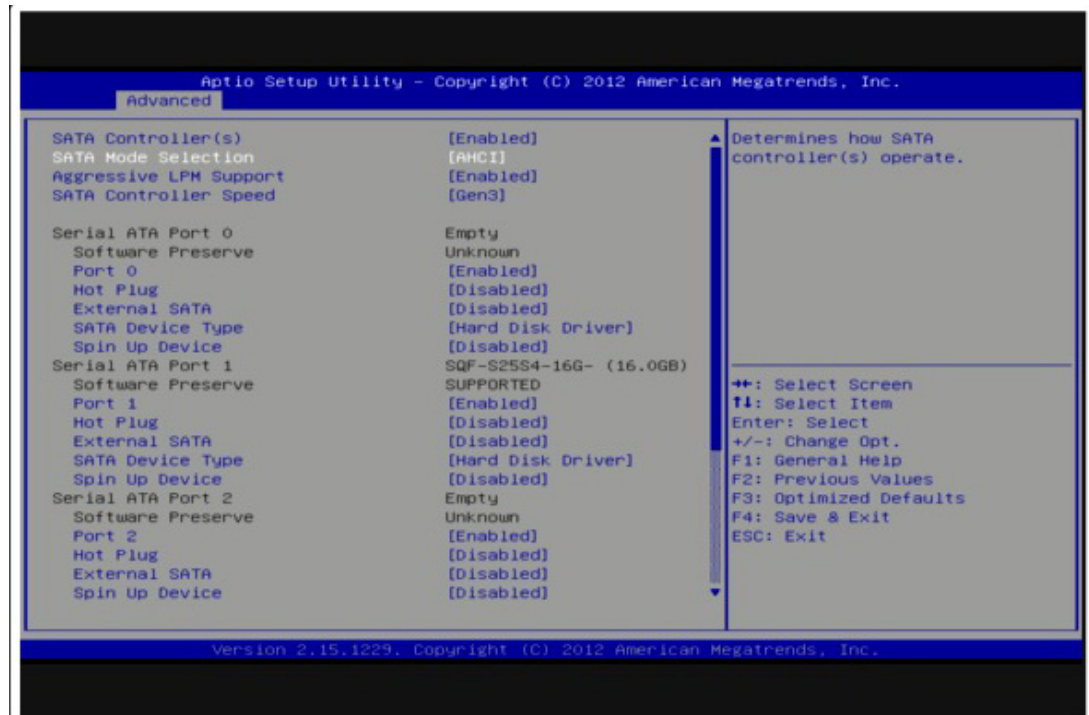 Aptio Setup Utility – Copyright (C) 2012 American Megatrends, Inc.
Advanced
SATA Controller(s) [Enabled]
SATA Mode Selection [AHCI]
Aggressive LPM Support [Enabled]
SATA Controller Speed [Gen3]
Serial ATA Port 0 Empty
Software Preserve Unknown
Port 0 [Enabled]
Hot Plug [Disabled]
External SATA [Disabled]
SATA Device Type [Hard Disk Driver]
Spin Up Device [Disabled]
Serial ATA Port 1 SQF-S25S4-16G- (16.0GB)
Software Preserve SUPPORTED
Port 1 [Enabled]
Hot Plug [Disabled]
External SATA [Disabled]
SATA Device Type [Hard Disk Driver]
Spin Up Device [Disabled]
Serial ATA Port 2 Empty
Software Preserve Unknown
Port 2 [Enabled]
Hot Plug [Disabled]
External SATA [Disabled]
Spin Up Device [Disabled]
Determines how SATA
controller(s) operate.
→←: Select Screen
↑↓: Select Item
Enter: Select
+/-: Change Opt.
F1: General Help
F2: Previous Values
F3: Optimized Defaults
F4: Save & Exit
ESC: Exit
Version 2.15.1229. Copyright (C) 2012 American Megatrends, Inc.